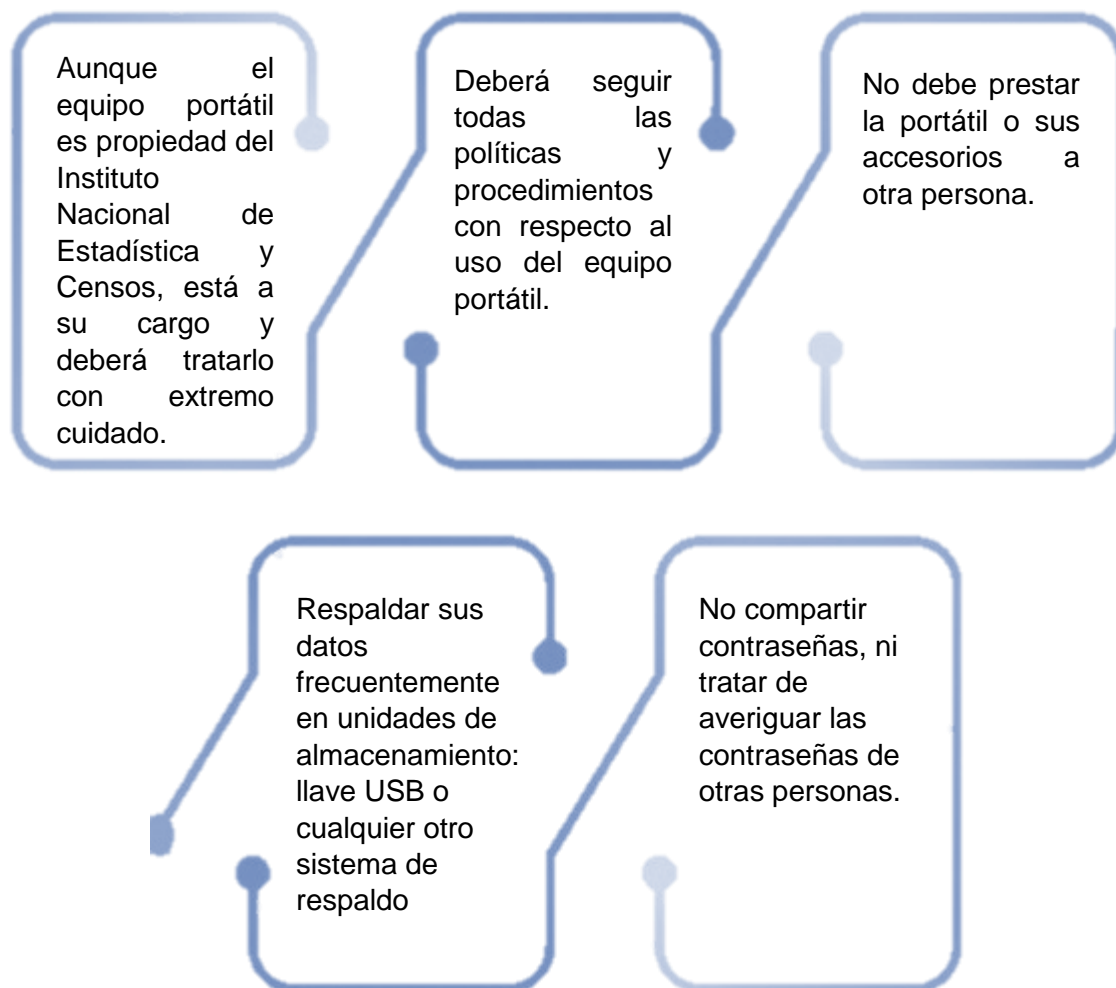 Aunque el
equipo portátil
es propiedad del
Instituto
Nacional de
Estadística y
Censos, está a
su cargo y
deberá tratarlo
con extremo
cuidado.
Deberá seguir
todas las
políticas y
procedimientos
con respecto al
uso del equipo
portátil.
No debe prestar
la portátil o sus
accesorios a
otra persona.
Respaldar sus
datos
frecuentemente
en unidades de
almacenamiento:
llave USB o
cualquier otro
sistema de
respaldo
No compartir
contraseñas, ni
tratar de
averiguar las
contraseñas de
otras personas.